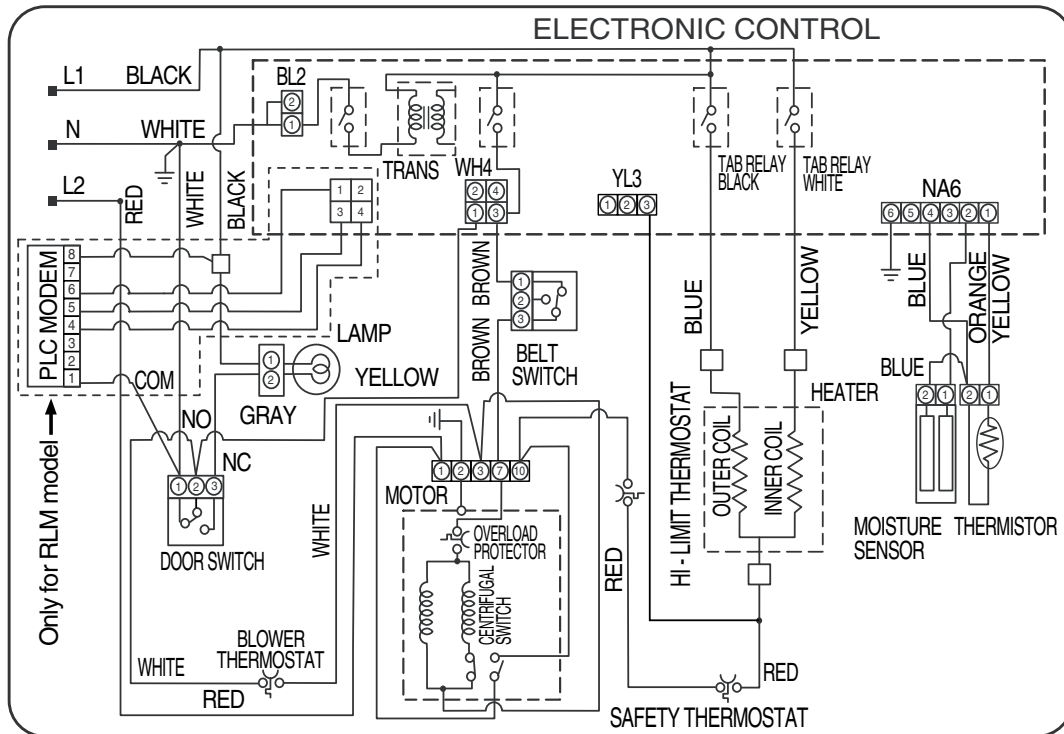 ELECTRONIC CONTROL
L1 BLACK
BL2
2
1
N WHITE
TRANS
WH4
2 4
1 3
YL3
1 2 3
TAB RELAY
BLACK
TAB RELAY
WHITE
NA6
6 5 4 3 2 1
L2
RED
WHITE
BLACK
1 2
3 4
PLC MODEM
8
7
6
5
4
3
2
1
COM
LAMP
1
2
YELLOW
GRAY
BROWN
BROWN
1
2
3
BELT
SWITCH
BLUE
YELLOW
BLUE
ORANGE
YELLOW
BLUE
2 1
2 1
HEATER
HI - LIMIT THERMOSTAT
OUTER COIL
INNER COIL
MOISTURE
SENSOR
THERMISTOR
Only for RLM model
NO
NC
1 2 3
DOOR SWITCH
WHITE
MOTOR
1 2 3 7 10
OVERLOAD
PROTECTOR
CENTRIFUGAL
SWITCH
RED
BLOWER
THERMOSTAT
WHITE
RED
RED
SAFETY THERMOSTAT